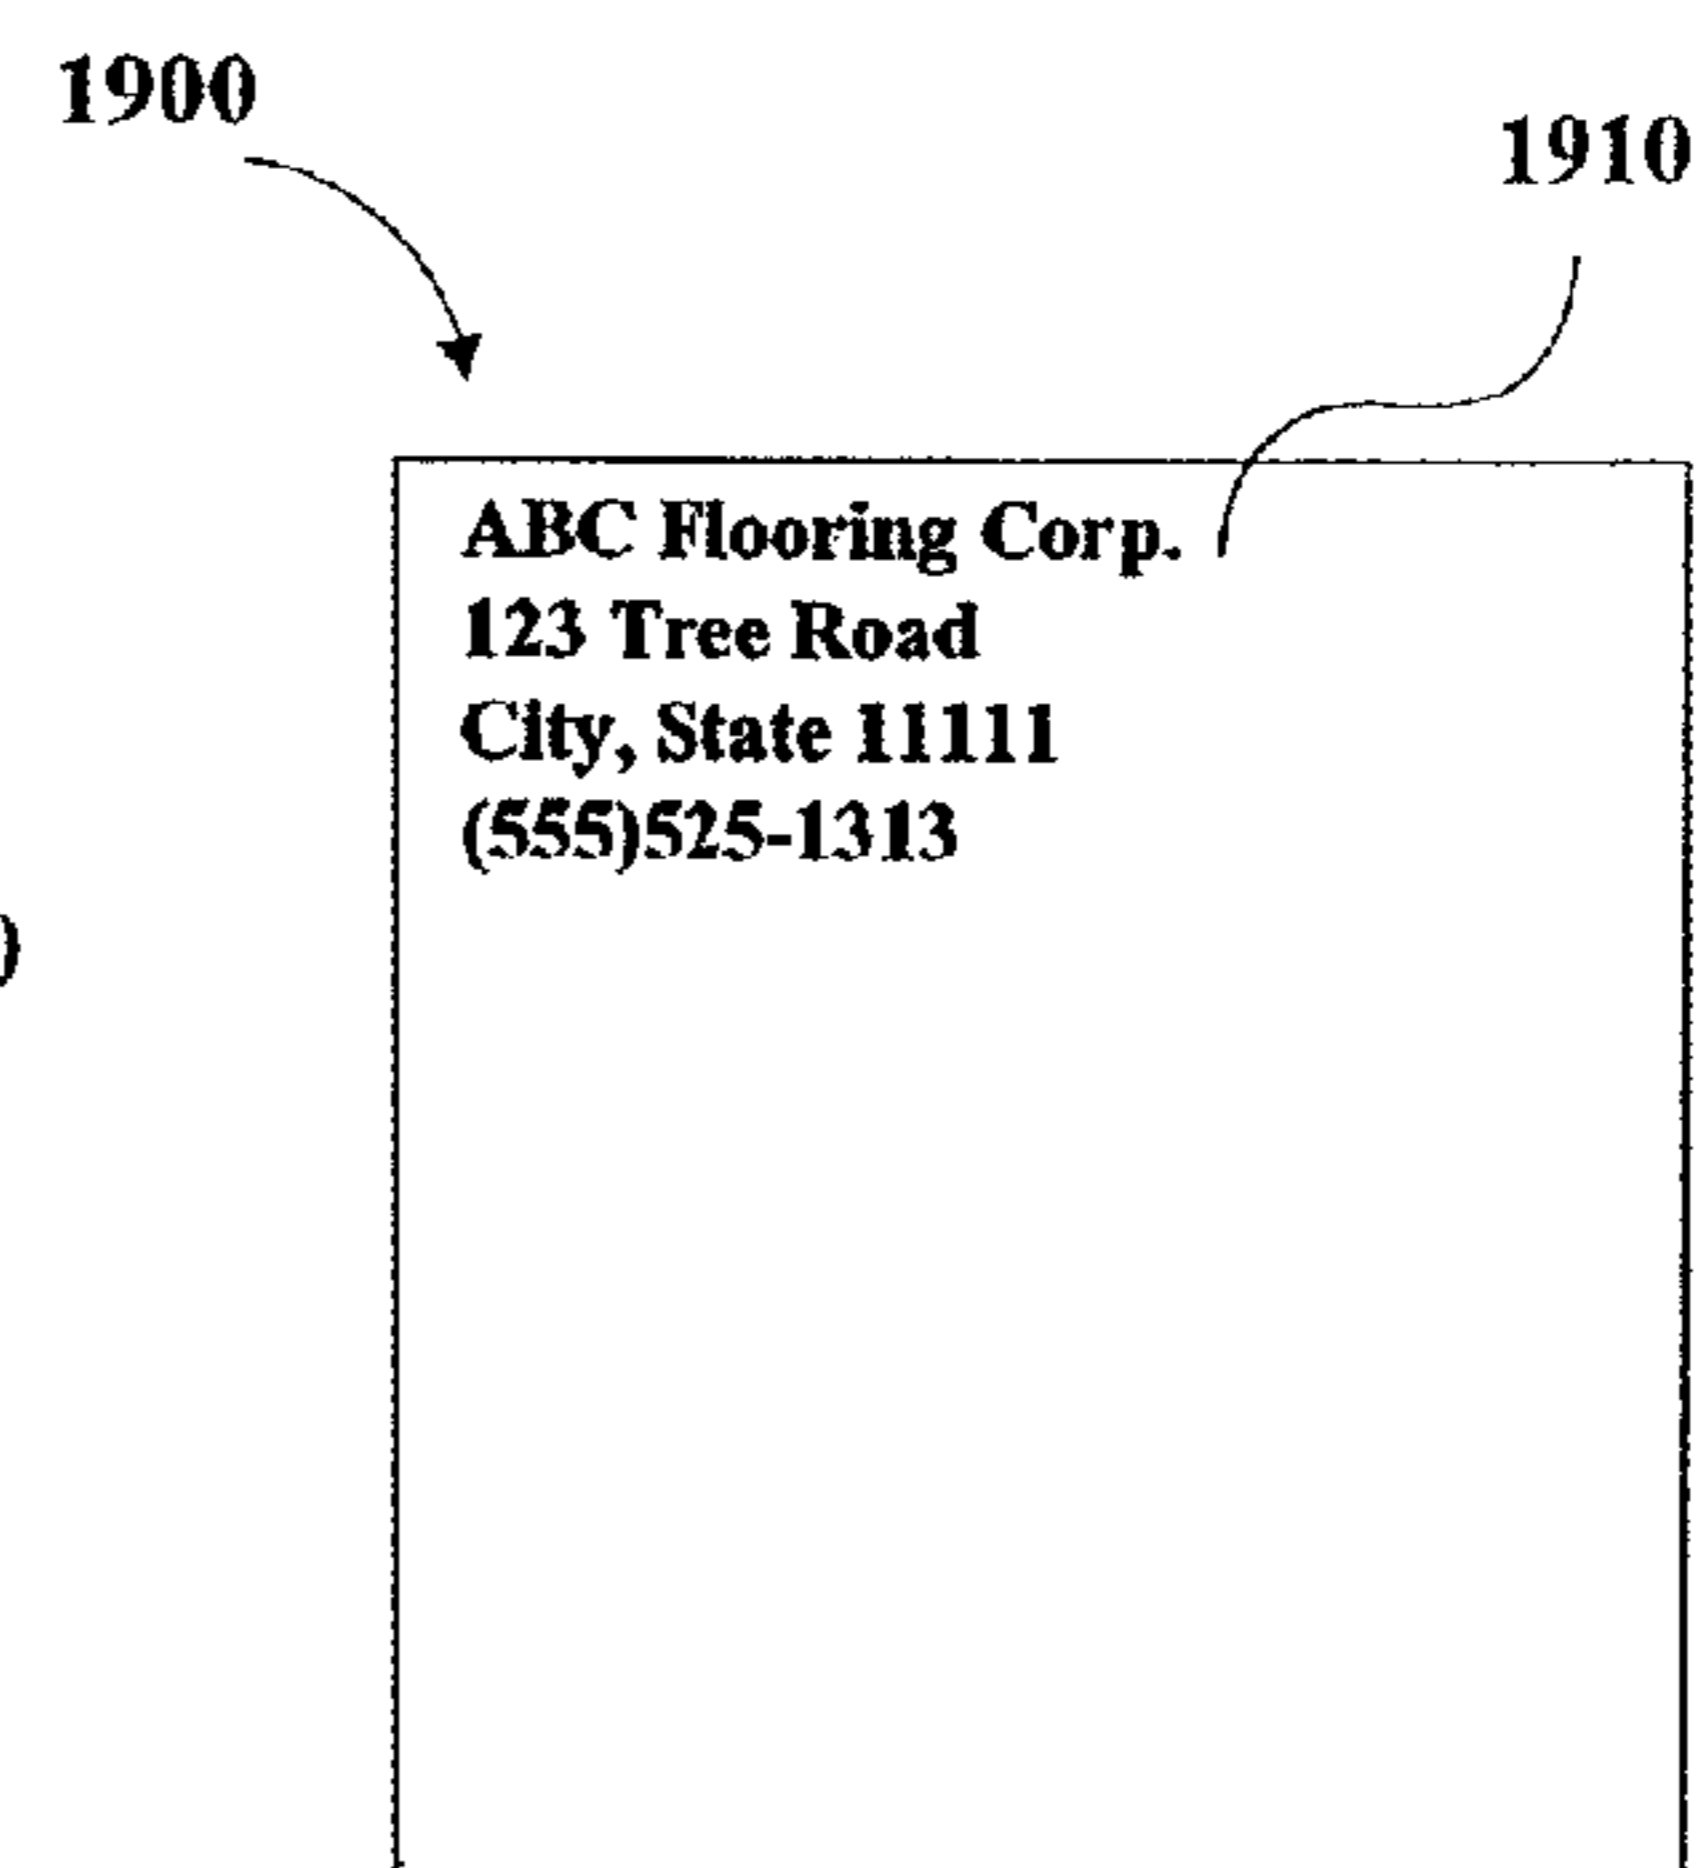 1900
1910
ABC Flooring Corp.
123 Tree Road
City, State 11111
(555)525-1313